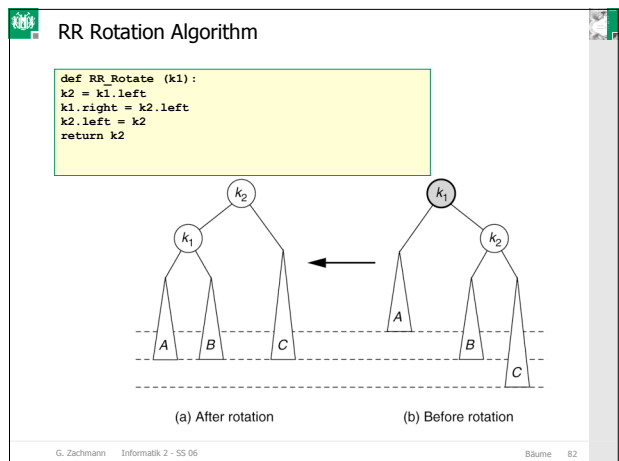 RR Rotation Algorithm
def RR_Rotate (k1):
k2 = k1.left
k1.right = k2.left
k2.left = k2
return k2
k2
k1
k1
k2
A
B
C
A
B
C
(a) After rotation
(b) Before rotation
G. Zachmann Informatik 2 - SS 06
Bäume 82